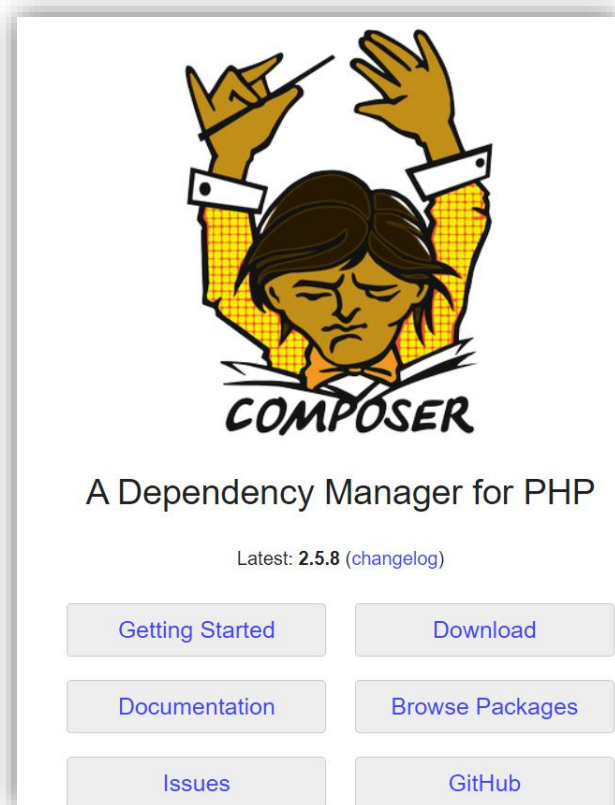 COMPOSER
A Dependency Manager for PHP
Latest: 2.5.8 (changelog)
Getting Started
Download
Documentation
Browse Packages
Issues
GitHub